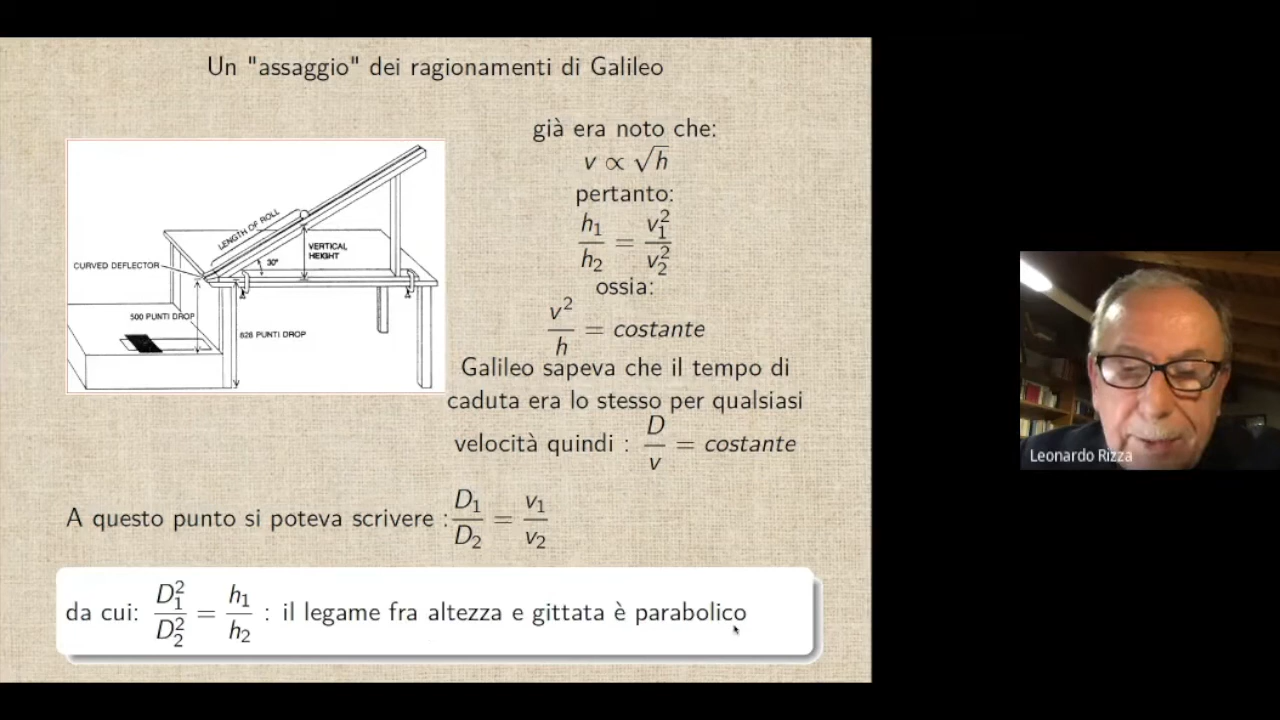 Un "assaggio" dei ragionamenti di Galileo
già era noto che:
v ∝ √h
pertanto:
h₁/h₂ = v₁²/v₂²
ossia:
v²/h = costante
Galileo sapeva che il tempo di
caduta era lo stesso per qualsiasi
velocità quindi : D/v = costante
LENGTH OF ROLL
VERTICAL
HEIGHT
30°
CURVED DEFLECTOR
500 PUNTI DROP
828 PUNTI DROP
A questo punto si poteva scrivere : D₁/D₂ = v₁/v₂
da cui: D₁²/D₂² = h₁/h₂ : il legame fra altezza e gittata è parabolico
Leonardo Rizza